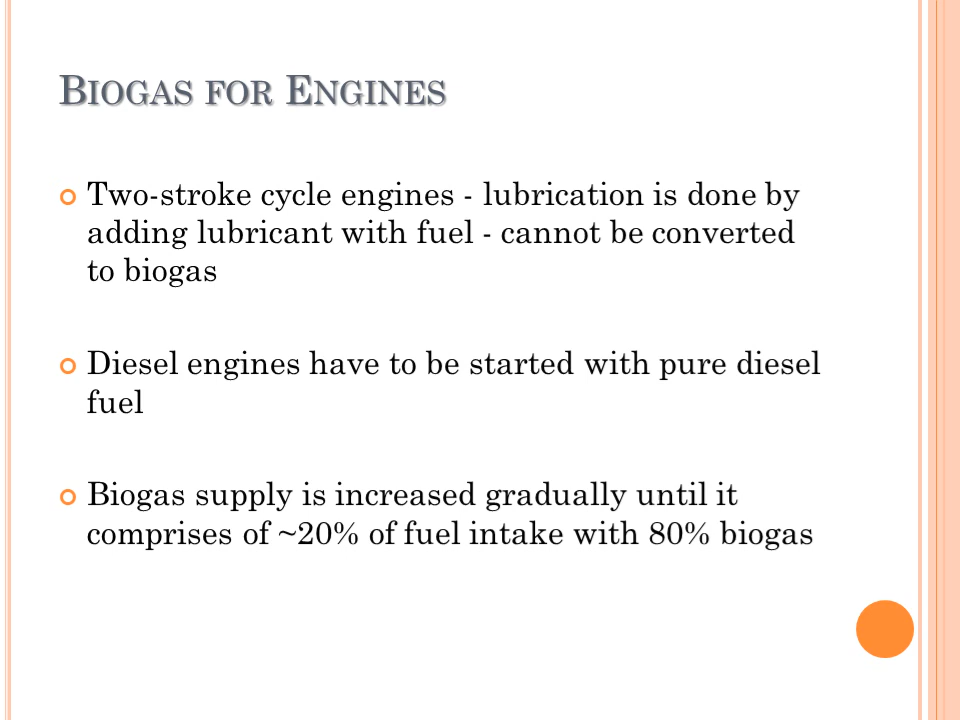 BIOGAS FOR ENGINES
Two-stroke cycle engines - lubrication is done by
adding lubricant with fuel - cannot be converted
to biogas
Diesel engines have to be started with pure diesel
fuel
Biogas supply is increased gradually until it
comprises of ~20% of fuel intake with 80% biogas